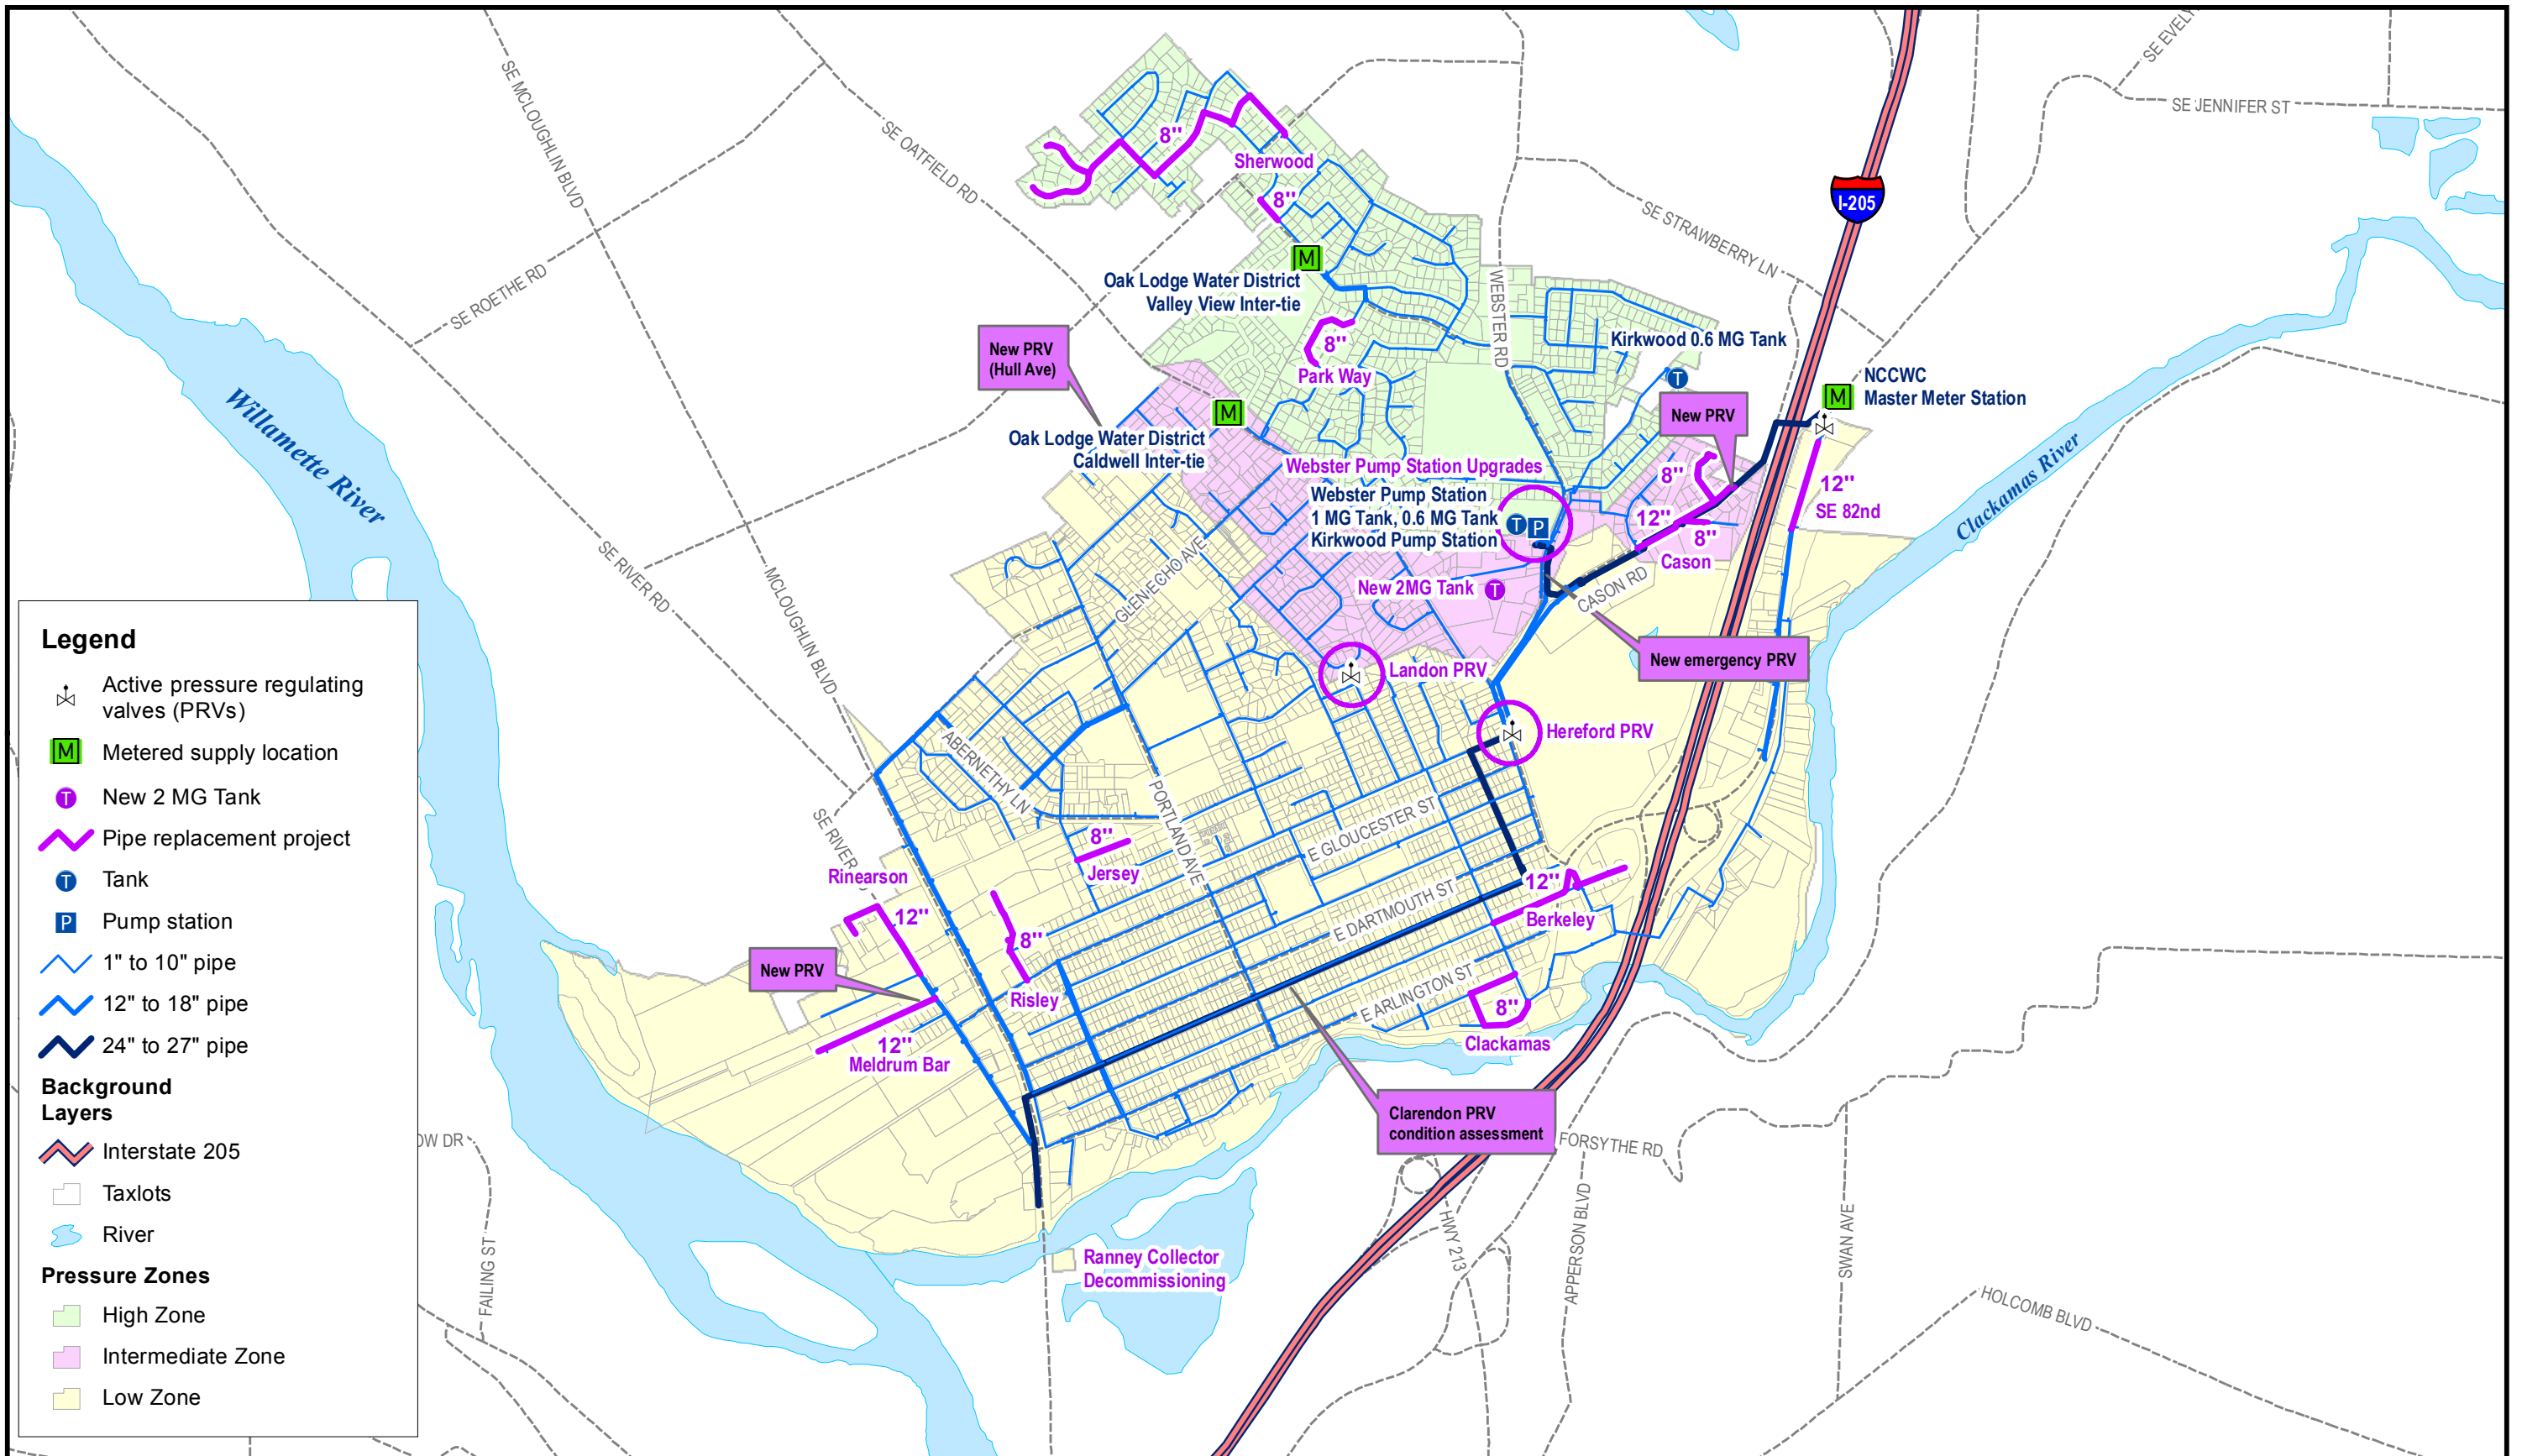 SE MCLOUGHLIN BLVD
SE OATFIELD RD
SE ROETHE RD
SE JENNIFER ST
I-205
SE STRAWBERRY LN
WEBSTER RD
8"
Sherwood
8"
M
Oak Lodge Water District
Valley View Inter-tie
8"
Park Way
Kirkwood 0.6 MG Tank
T
New PRV
(Hull Ave)
M
NCCWC
Master Meter Station
New PRV
M
Oak Lodge Water District
Caldwell Inter-tie
Webster Pump Station Upgrades
Webster Pump Station
1 MG Tank, 0.6 MG Tank
Kirkwood Pump Station
T
P
8"
12"
8"
Cason
12"
SE 82nd
Willamette River
Clackamas River
SE RIVER RD
MCLOUGHLIN BLVD
GLEN ECHO AVE
New 2MG Tank
T
CASON RD
New emergency PRV
Landon PRV
Hereford PRV
ABERNETHY LN
PORTLAND AVE
SE RIVER
E GLOUCESTER ST
8"
Jersey
Rinearson
12"
8"
Risley
E DARTMOUTH ST
12"
Berkeley
New PRV
12"
Meldrum Bar
E ARLINGTON ST
8"
Clackamas
Clarendon PRV
condition assessment
FORSYTHE RD
Ranney Collector
Decommissioning
HWY 213
APPERSON BLVD
SWAN AVE
HOLCOMB BLVD
OW DR
FAILING ST
Legend
Active pressure regulating
valves (PRVs)
M
Metered supply location
T
New 2 MG Tank
Pipe replacement project
T
Tank
P
Pump station
1" to 10" pipe
12" to 18" pipe
24" to 27" pipe
Background
Layers
Interstate 205
Taxlots
River
Pressure Zones
High Zone
Intermediate Zone
Low Zone